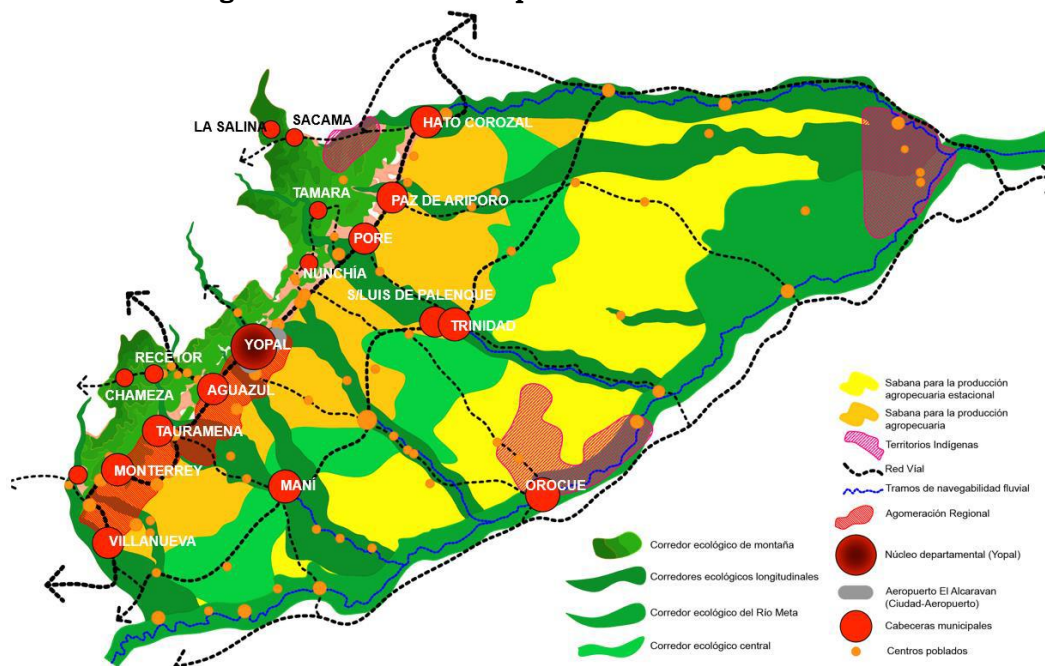 HATO COROZAL
SACAMA
LA SALINA
TAMARA
PAZ DE ARIPORO
PORE
NUNCHÍA
S/LUIS DE PALENQUE
TRINIDAD
YOPAL
RECETOR
CHAMEZA
AGUAZUL
TAURAMENA
MONTERREY
MANÍ
OROCUE
VILLANUEVA
Sabana para la producción
agropecuaria estacional
Sabana para la producción
agropecuaria
Territorios Indígenas
Red Víal
Tramos de navegabilidad fluvial
Agomeración Regional
Núcleo departamental (Yopal)
Aeropuerto El Alcaravan
(Ciudad-Aeropuerto)
Cabeceras municipales
Centros poblados
Corredor ecológico de montaña
Corredores ecológicos longitudinales
Corredor ecológico del Río Meta
Corredor ecológico central